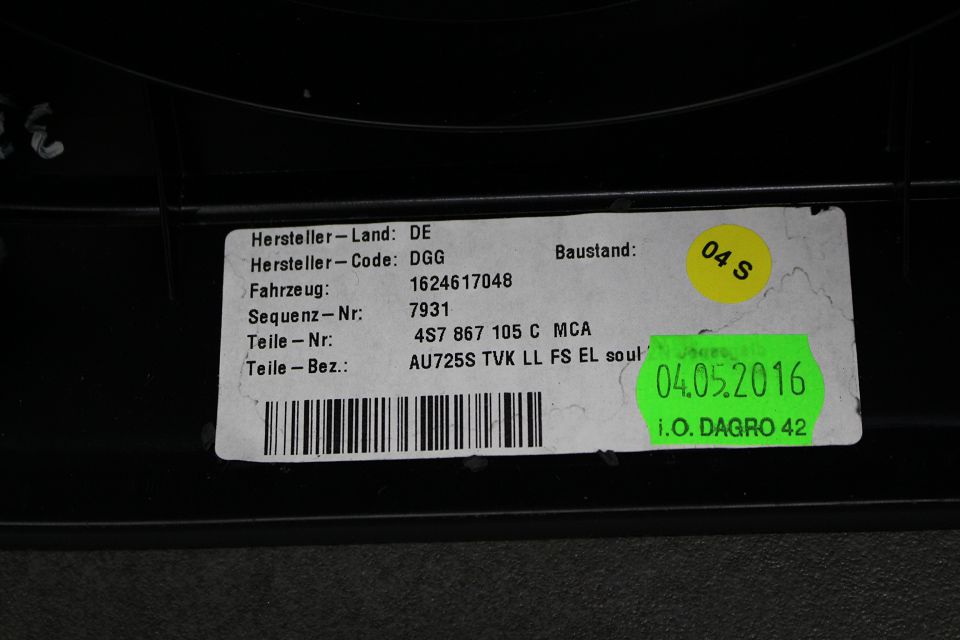 Hersteller-Land: DE
Hersteller-Code: DGG Baustand:
04 S
Fahrzeug: 1624617048
Sequenz-Nr: 7931
Teile-Nr: 4S7 867 105 C MCA
Teile-Bez.: AU725S TVK LL FS EL soul
04.05.2016
i.O. DAGRO 42